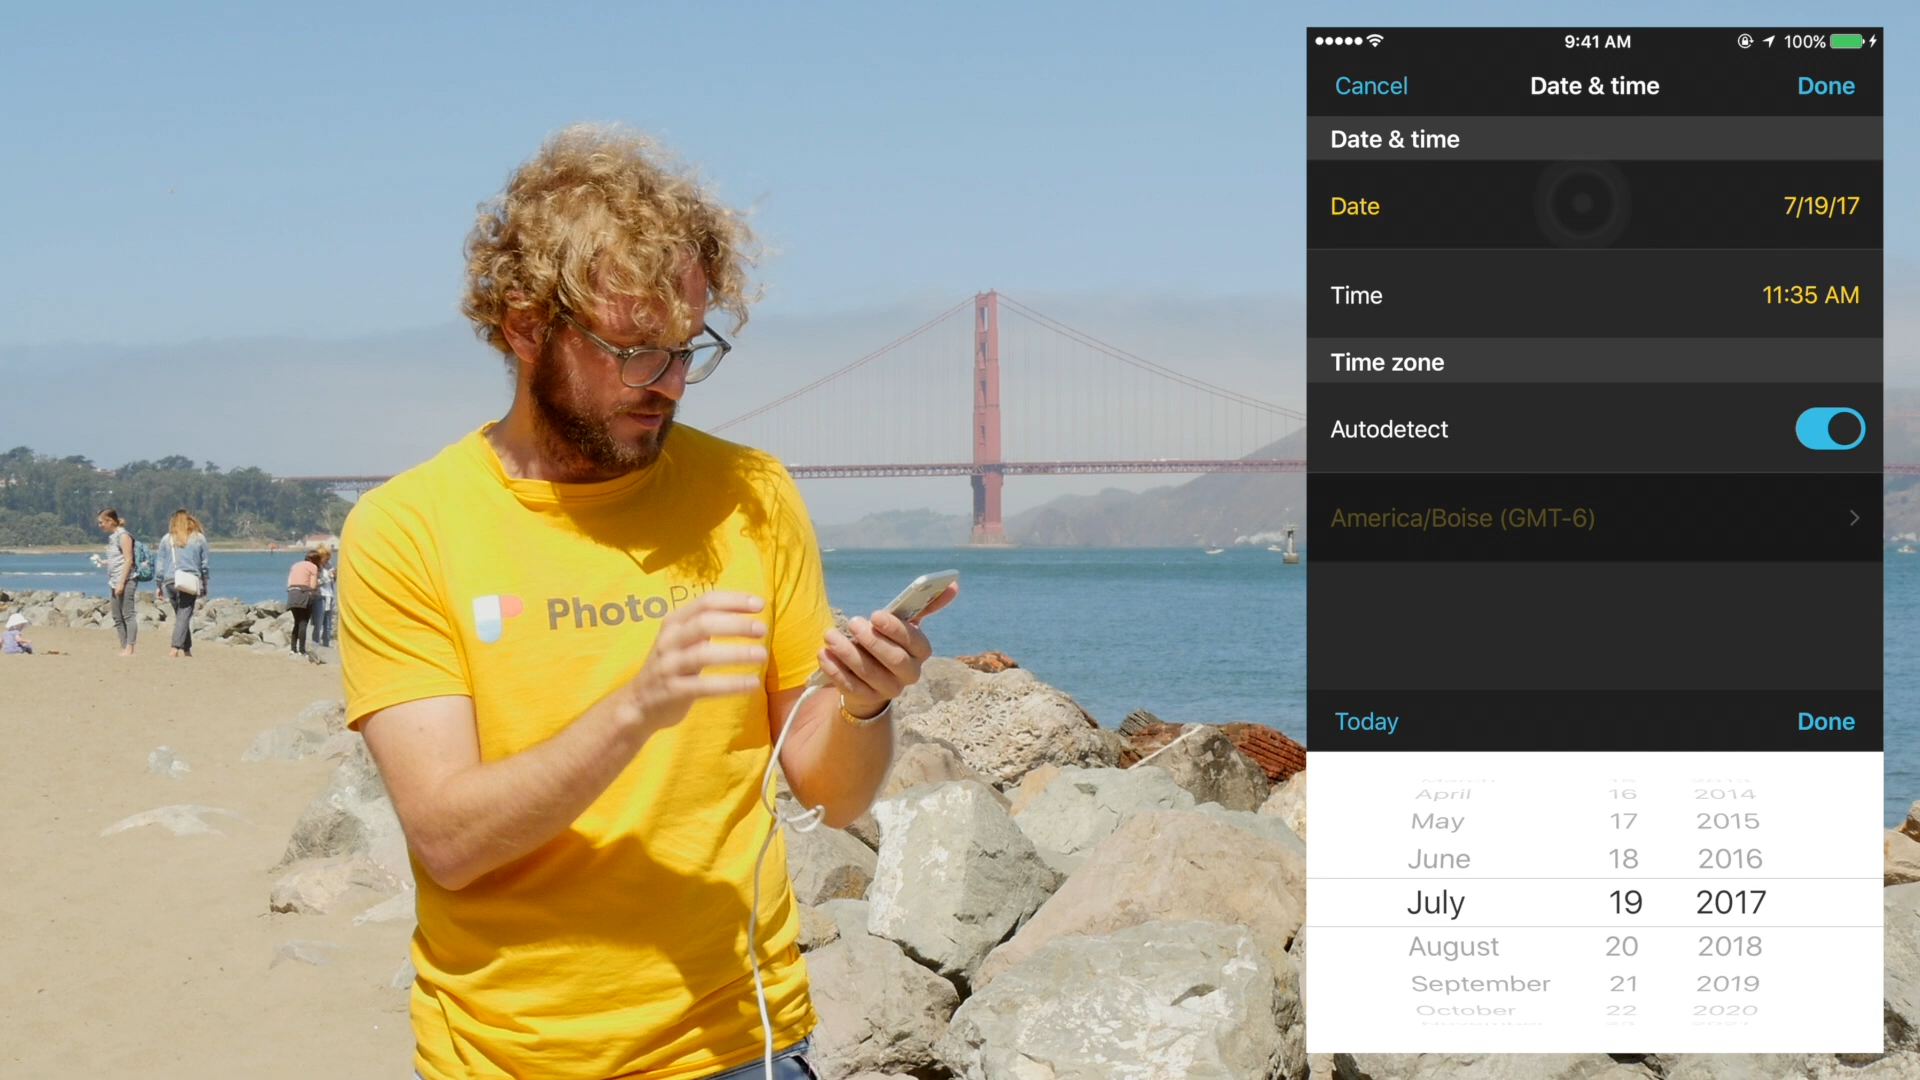 9:41 AM 100%
Cancel Date & time Done
Date & time
Date 7/19/17
Time 11:35 AM
Time zone
Autodetect
America/Boise (GMT-6)
Today Done
April 16 2014
May 17 2015
June 18 2016
July 19 2017
August 20 2018
September 21 2019
October 22 2020
PhotoPill